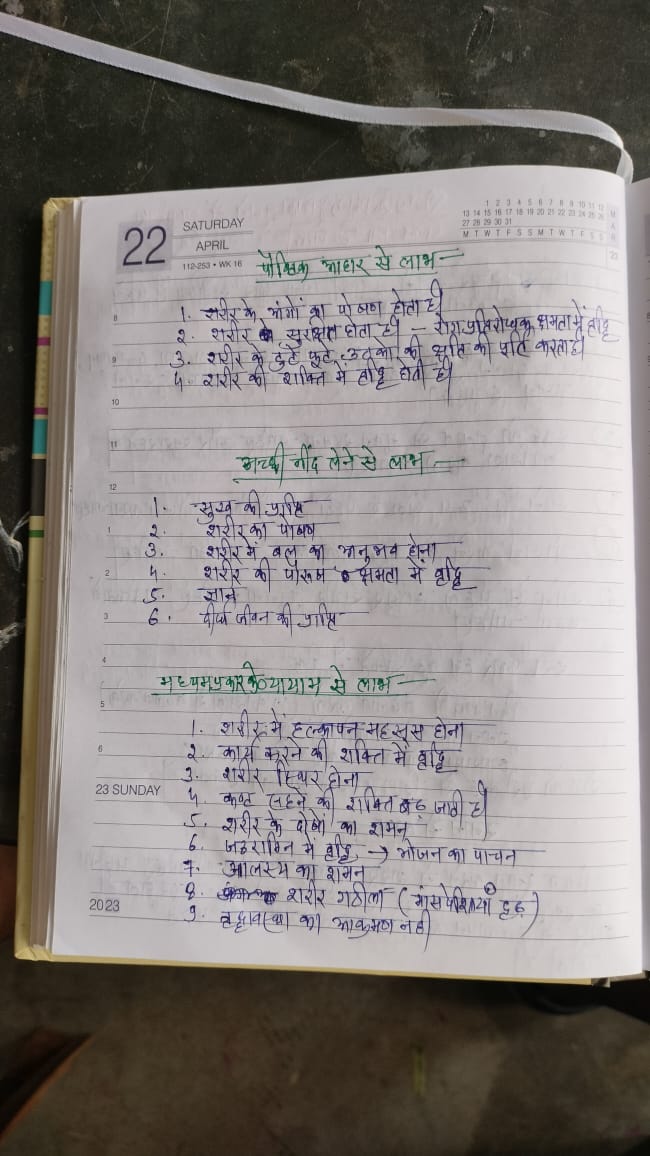 22
SATURDAY
APRIL
112-253 • WK 16
1 2 3 4 5 6 7 8 9 10 11 12
13 14 15 16 17 18 19 20 21 22 23 24 25 26
27 28 29 30 31
M T W T F S S M T W T F S S
M
A
R
23
पौष्टिक आहार से लाभ —
8
1. शरीर के अंगों का पोषण होता है।
2. शरीर सुरक्षित होता है। — रोग प्रतिरोधक क्षमता में वृद्धि
9
3. शरीर के टुटे फुटे उतको की क्षति की पूर्ति करता है।
4. शरीर की शक्ति में वृद्धि होती है।
10
11
अच्छी नींद लेने से लाभ —
12
1. सुख की प्राप्ति
1
2. शरीर का पोषण
3. शरीर में बल का अनुभव होना
2
4. शरीर की पौरूष क्षमता में वृद्धि
5. ज्ञान
3
6. दीर्घ जीवन की प्राप्ति
4
मध्यम प्रकार के व्यायाम से लाभ —
5
1. शरीर में हल्कापन महसूस होना
6
2. कार्य करने की शक्ति में वृद्धि
3. शरीर स्थिर होना
23 SUNDAY
4. कष्ट सहने की शक्ति बढ़ जाती है।
5. शरीर के दोषों का शमन
6. जठराग्नि में वृद्धि → भोजन का पाचन
7. आलस्य का शमन
8. शरीर गठीला (मांसपेशियाँ दृढ़)
2023
9. वृद्धावस्था का आक्रमण नहीं